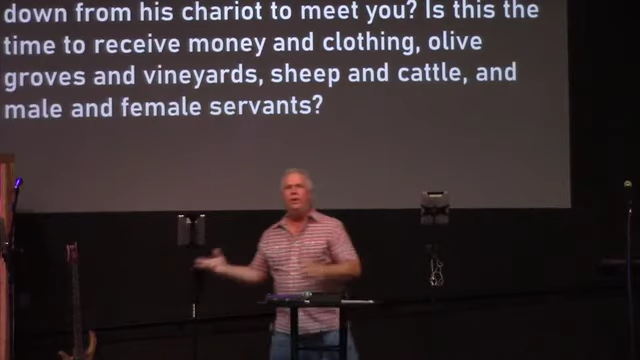 down from his chariot to meet you? Is this the
time to receive money and clothing, olive
groves and vineyards, sheep and cattle, and
male and female servants?